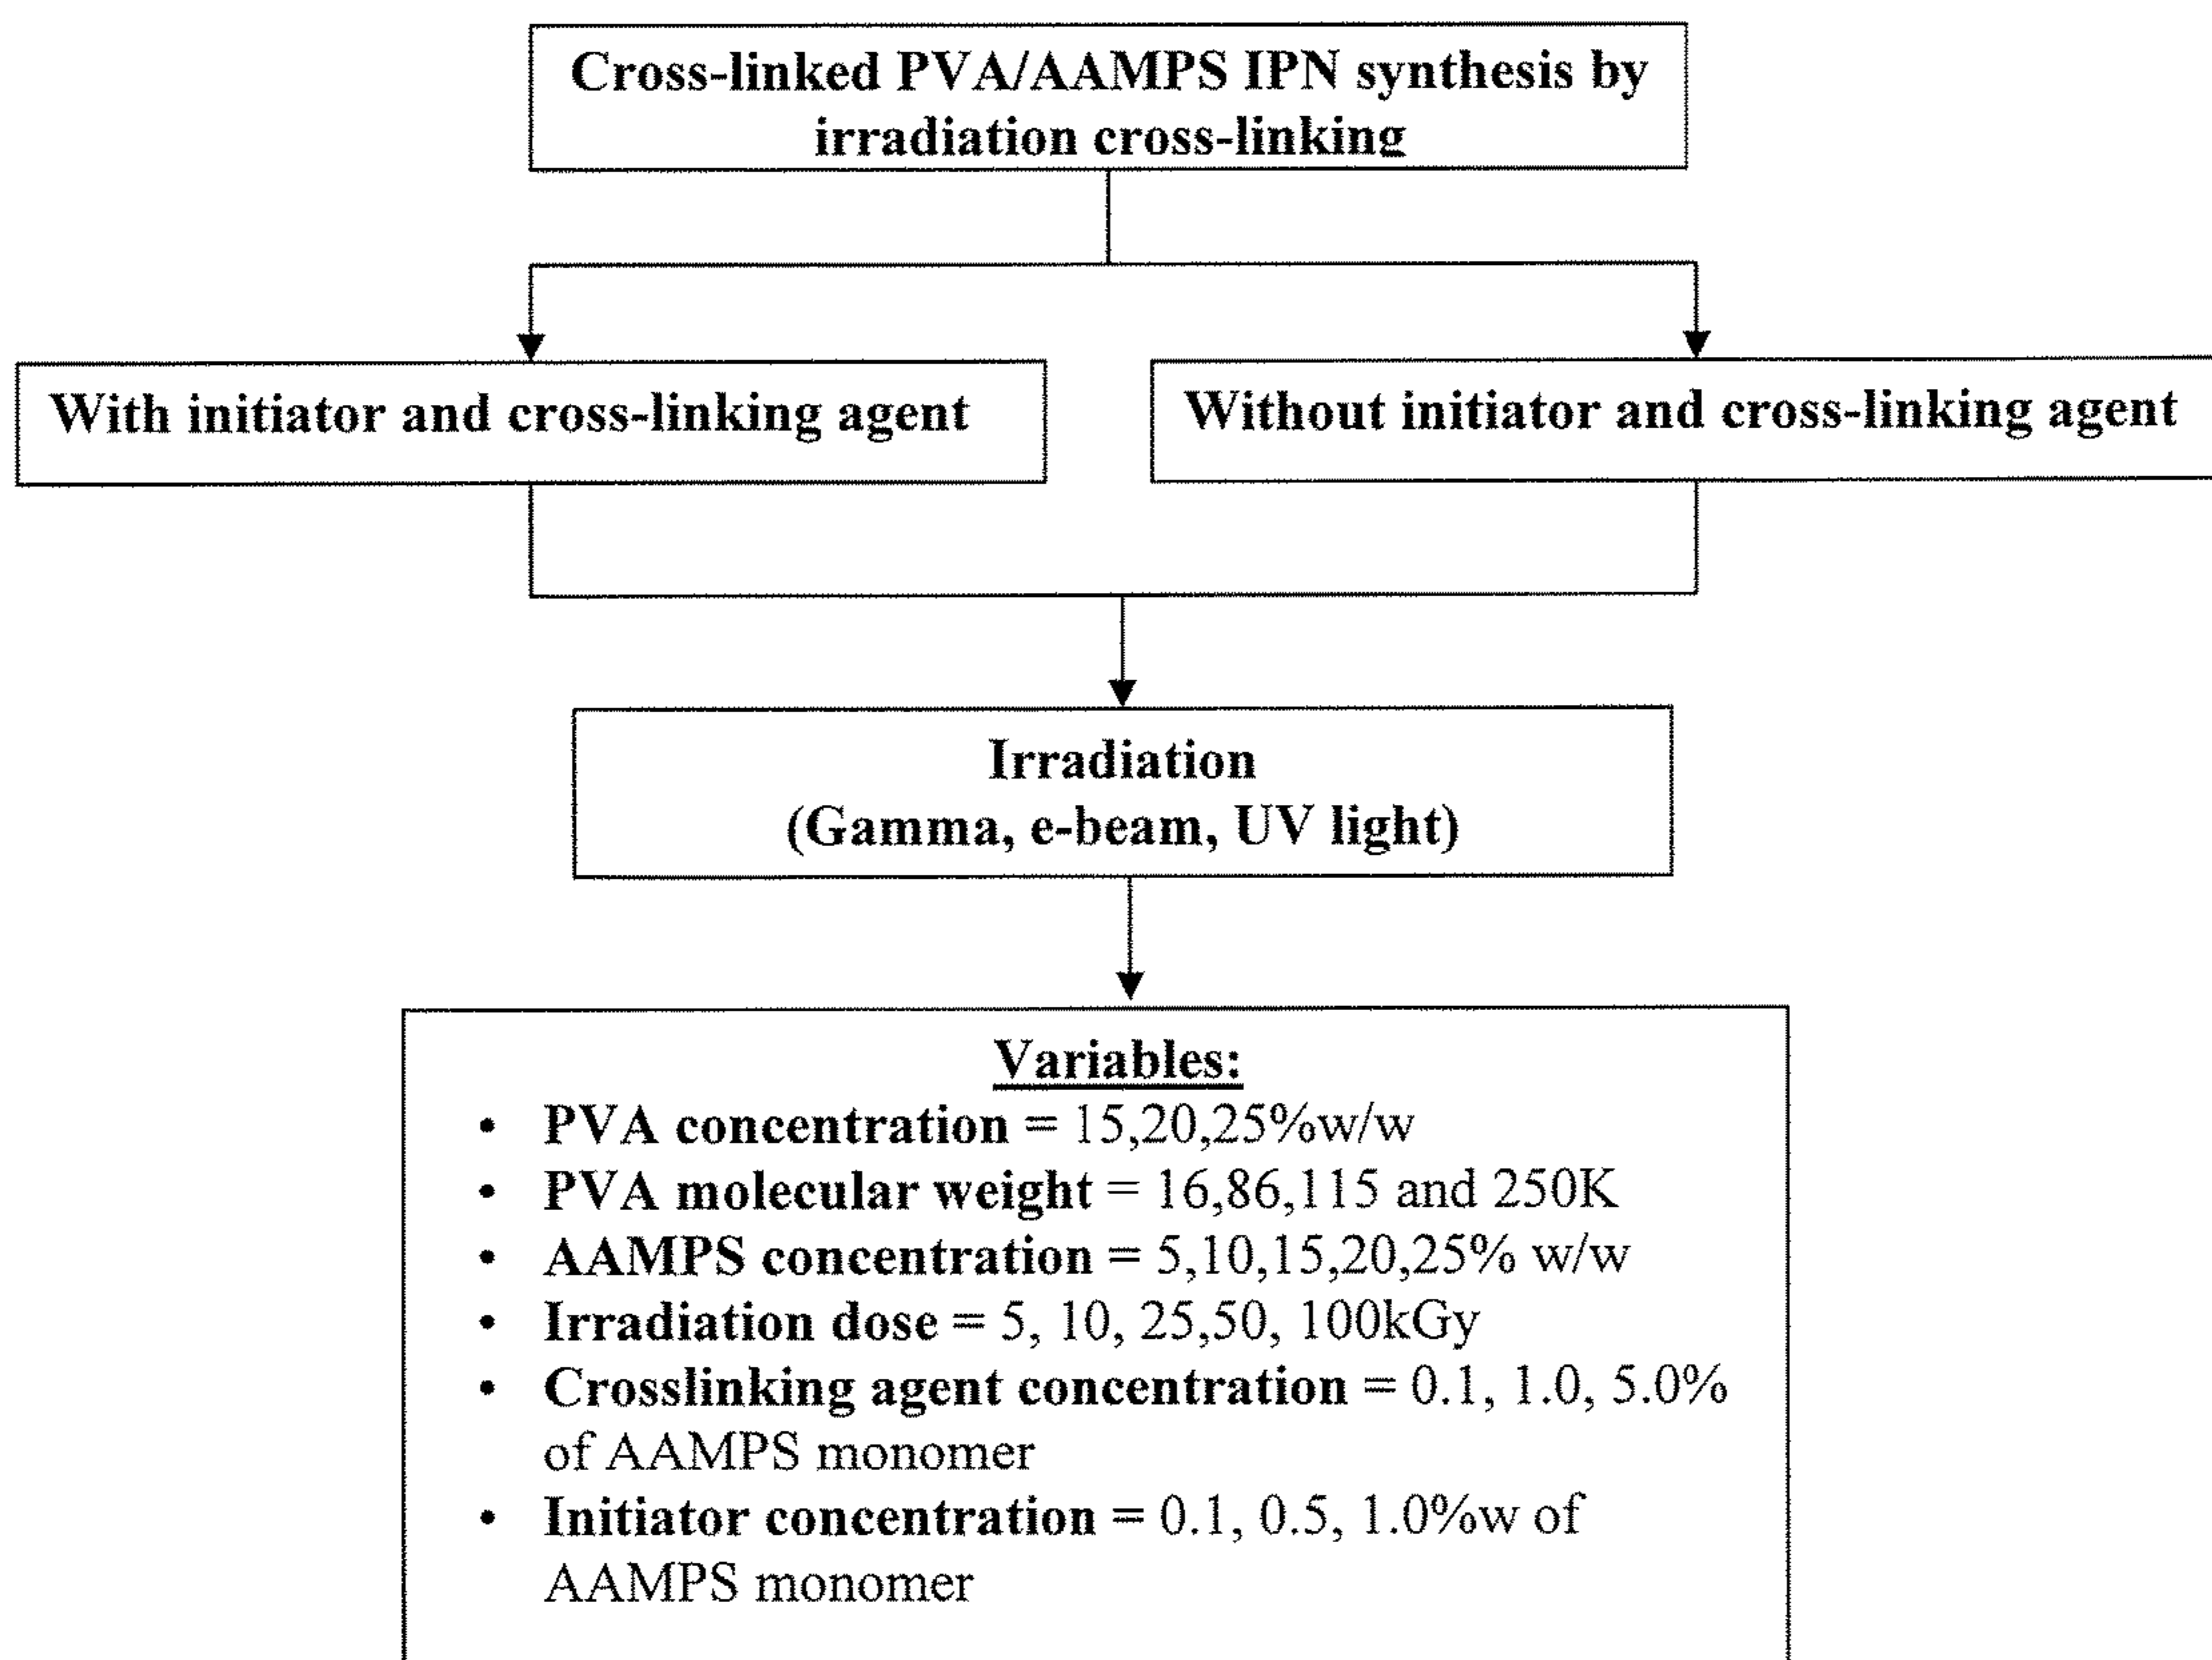 Cross-linked PVA/AAMPS IPN synthesis by
irradiation cross-linking
With initiator and cross-linking agent
Without initiator and cross-linking agent
Irradiation
(Gamma, e-beam, UV light)
Variables:
• PVA concentration = 15,20,25%w/w
• PVA molecular weight = 16,86,115 and 250K
• AAMPS concentration = 5,10,15,20,25% w/w
• Irradiation dose = 5, 10, 25,50, 100kGy
• Crosslinking agent concentration = 0.1, 1.0, 5.0%
of AAMPS monomer
• Initiator concentration = 0.1, 0.5, 1.0%w of
AAMPS monomer